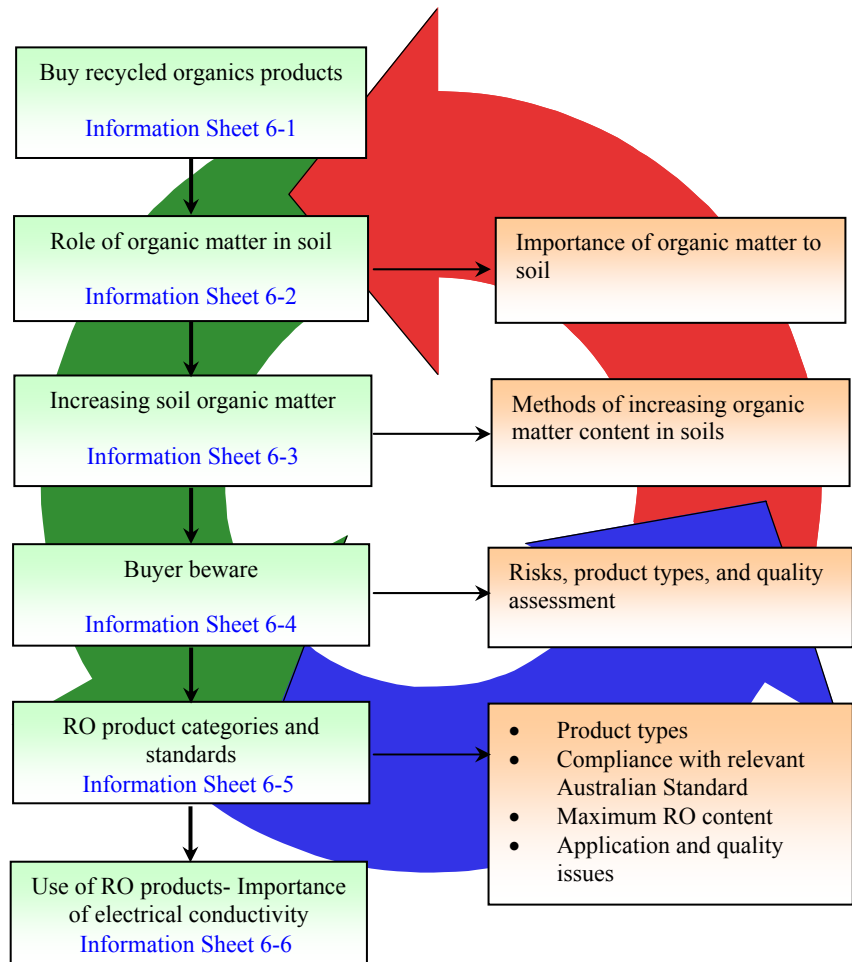 Buy recycled organics products
Information Sheet 6-1
Role of organic matter in soil
Information Sheet 6-2
Importance of organic matter to
soil
Increasing soil organic matter
Information Sheet 6-3
Methods of increasing organic
matter content in soils
Buyer beware
Information Sheet 6-4
Risks, product types, and quality
assessment
RO product categories and
standards
Information Sheet 6-5
• Product types
• Compliance with relevant
Australian Standard
• Maximum RO content
• Application and quality
issues
Use of RO products- Importance
of electrical conductivity
Information Sheet 6-6